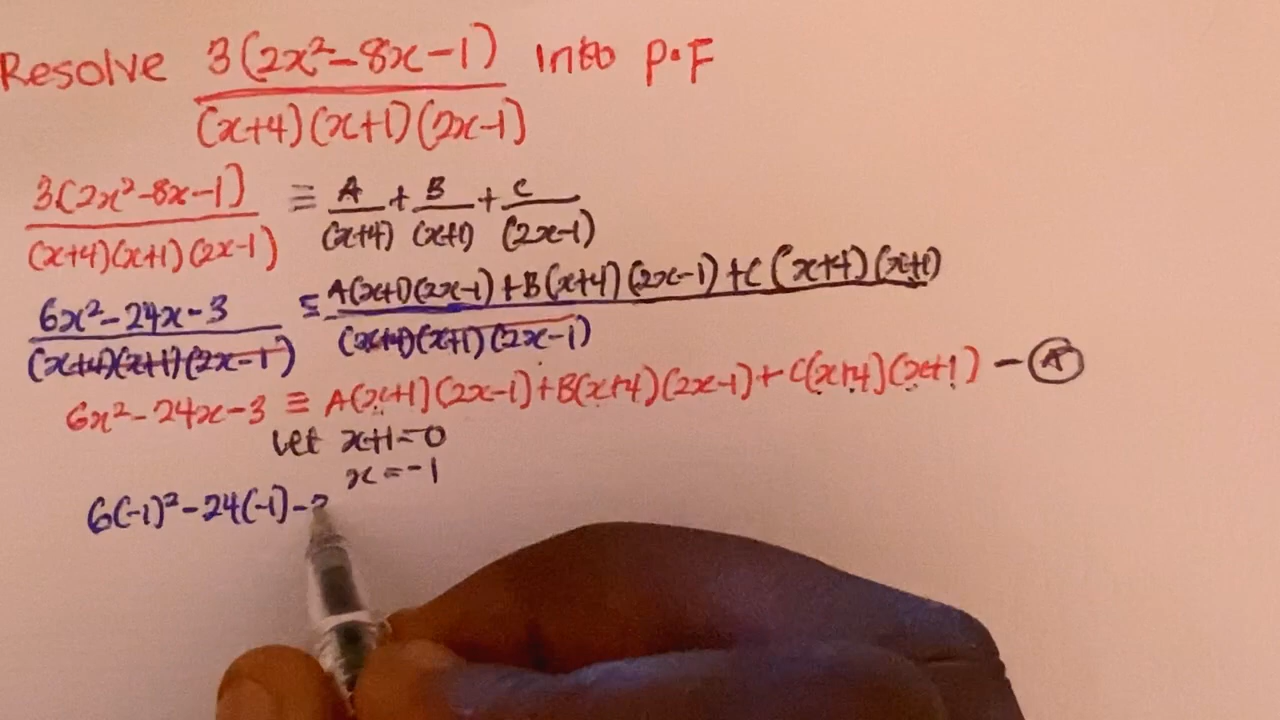 Resolve 3(2x²-8x-1) into P.F
(x+4)(x+1)(2x-1)
3(2x²-8x-1) ≡ A + B + C
(x+4)(x+1)(2x-1) (x+4) (x+1) (2x-1)
6x²-24x-3 ≡ A(x+1)(2x-1)+B(x+4)(2x-1)+C(x+4)(x+1)
(x+4)(x+1)(2x-1) (x+4)(x+1)(2x-1)
6x²-24x-3 ≡ A(x+1)(2x-1)+B(x+4)(2x-1)+C(x+4)(x+1) - A
Let x+1=0
x=-1
6(-1)²-24(-1)-